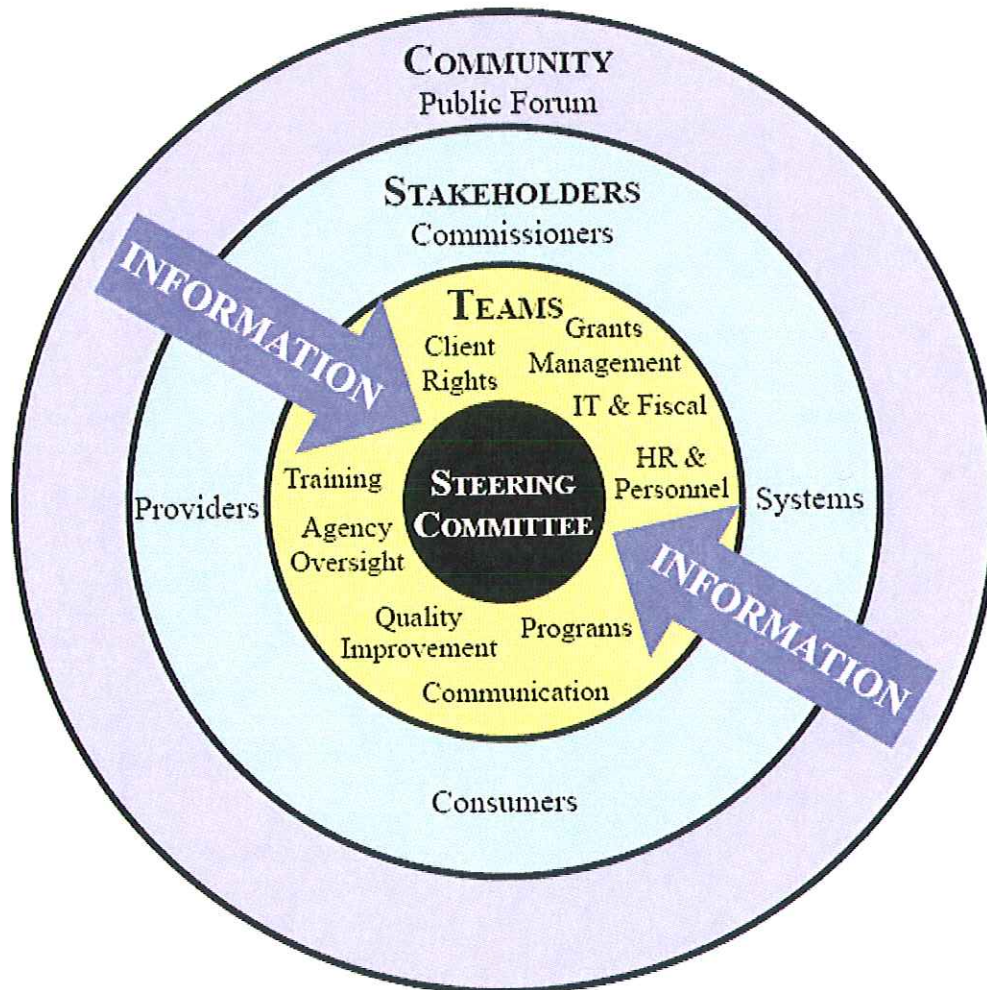 COMMUNITY
Public Forum
STAKEHOLDERS
Commissioners
INFORMATION
TEAMS
Client
Rights
Grants
Management
IT & Fiscal
HR &
Personnel
Training
STEERING
COMMITTEE
Providers
Systems
Agency
Oversight
INFORMATION
Quality
Improvement
Programs
Communication
Consumers